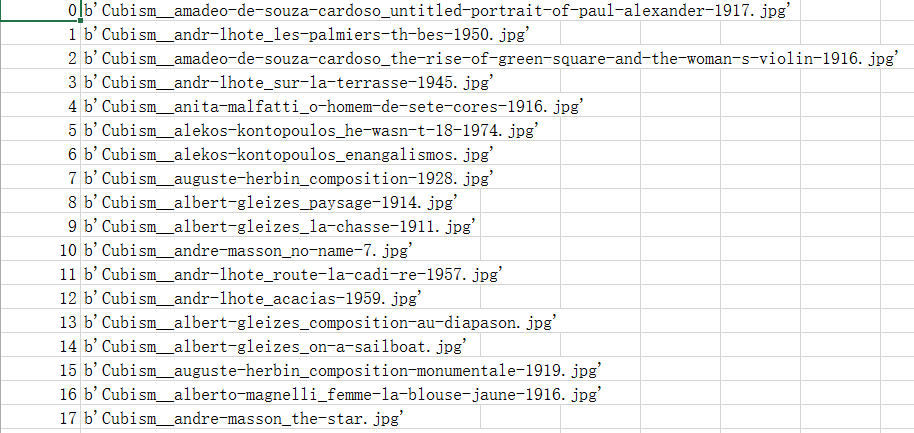 0 b'Cubism__amadeo-de-souza-cardoso_untitled-portrait-of-paul-alexander-1917.jpg'
1 b'Cubism__andr-lhote_les-palmiers-th-bes-1950.jpg'
2 b'Cubism__amadeo-de-souza-cardoso_the-rise-of-green-square-and-the-woman-s-violin-1916.jpg'
3 b'Cubism__andr-lhote_sur-la-terrasse-1945.jpg'
4 b'Cubism__anita-malfatti_o-homem-de-sete-cores-1916.jpg'
5 b'Cubism__alekos-kontopoulos_he-wasn-t-18-1974.jpg'
6 b'Cubism__alekos-kontopoulos_enangalismos.jpg'
7 b'Cubism__auguste-herbin_composition-1928.jpg'
8 b'Cubism__albert-gleizes_paysage-1914.jpg'
9 b'Cubism__albert-gleizes_la-chasse-1911.jpg'
10 b'Cubism__andre-masson_no-name-7.jpg'
11 b'Cubism__andr-lhote_route-la-cadi-re-1957.jpg'
12 b'Cubism__andr-lhote_acacias-1959.jpg'
13 b'Cubism__albert-gleizes_composition-au-diapason.jpg'
14 b'Cubism__albert-gleizes_on-a-sailboat.jpg'
15 b'Cubism__auguste-herbin_composition-monumentale-1919.jpg'
16 b'Cubism__alberto-magnelli_femme-la-blouse-jaune-1916.jpg'
17 b'Cubism__andre-masson_the-star.jpg'